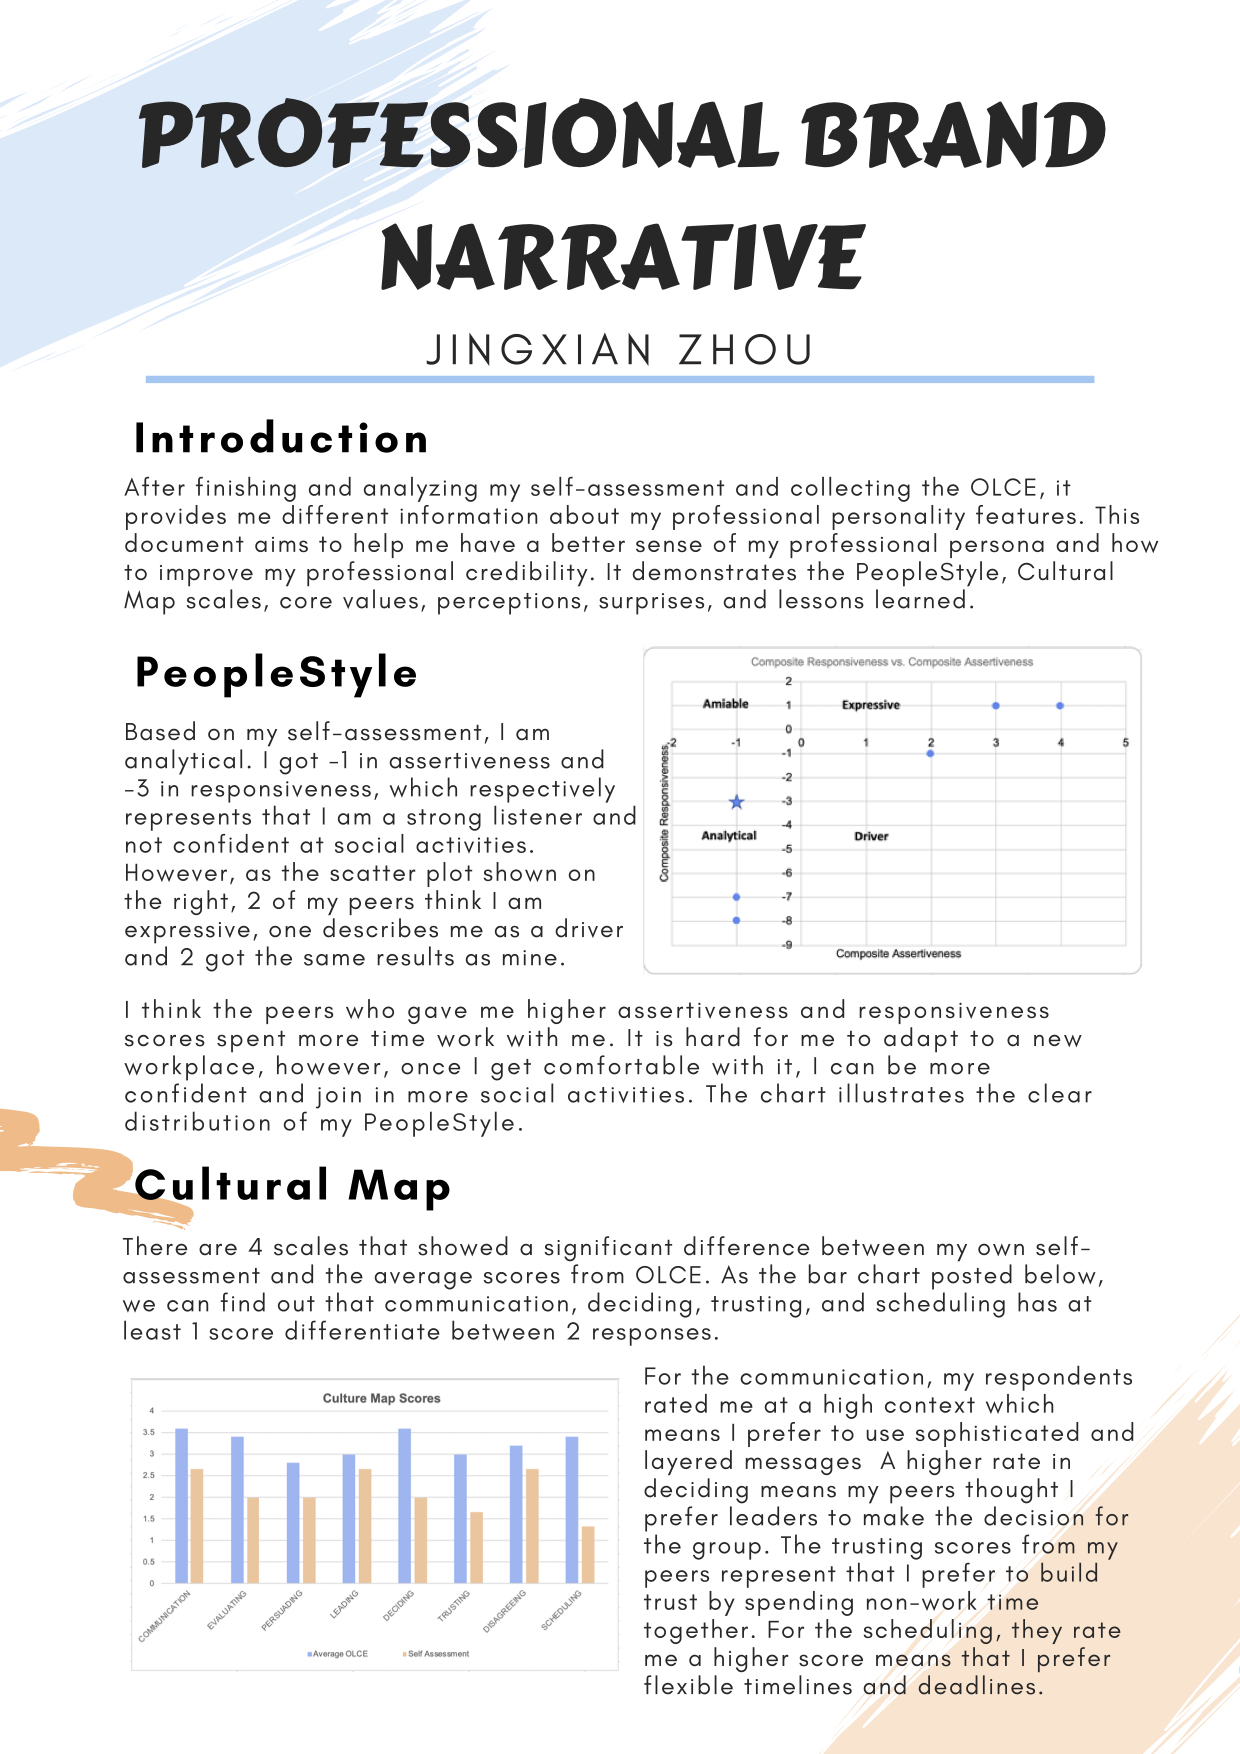 PROFESSIONAL BRAND
NARRATIVE
JINGXIAN ZHOU
Introduction
After finishing and analyzing my self-assessment and collecting the OLCE, it
provides me different information about my professional personality features. This
document aims to help me have a better sense of my professional persona and how
to improve my professional credibility. It demonstrates the PeopleStyle, Cultural
Map scales, core values, perceptions, surprises, and lessons learned.
PeopleStyle
Based on my self-assessment, I am
analytical. I got -1 in assertiveness and
-3 in responsiveness, which respectively
represents that I am a strong listener and
not confident at social activities.
However, as the scatter plot shown on
the right, 2 of my peers think I am
expressive, one describes me as a driver
and 2 got the same results as mine.
Composite Responsiveness vs. Composite Assertiveness
2
Amiable
1
Expressive
0
-2
-1
0
1
2
3
4
5
-1
-2
-3
-4
Analytical
Driver
-5
-6
-7
-8
-9
Composite Responsiveness
Composite Assertiveness
I think the peers who gave me higher assertiveness and responsiveness
scores spent more time work with me. It is hard for me to adapt to a new
workplace, however, once I get comfortable with it, I can be more
confident and join in more social activities. The chart illustrates the clear
distribution of my PeopleStyle.
Cultural Map
There are 4 scales that showed a significant difference between my own self-
assessment and the average scores from OLCE. As the bar chart posted below,
we can find out that communication, deciding, trusting, and scheduling has at
least 1 score differentiate between 2 responses.
Culture Map Scores
4
3.5
3
2.5
2
1.5
1
0.5
0
COMMUNICATION
EVALUATING
PERSUADING
LEADING
DECIDING
TRUSTING
DISAGREEING
SCHEDULING
Average OLCE Self Assessment
For the communication, my respondents
rated me at a high context which
means I prefer to use sophisticated and
layered messages  A higher rate in
deciding means my peers thought I
prefer leaders to make the decision for
the group. The trusting scores from my
peers represent that I prefer to build
trust by spending non-work time
together. For the scheduling, they rate
me a higher score means that I prefer
flexible timelines and deadlines.